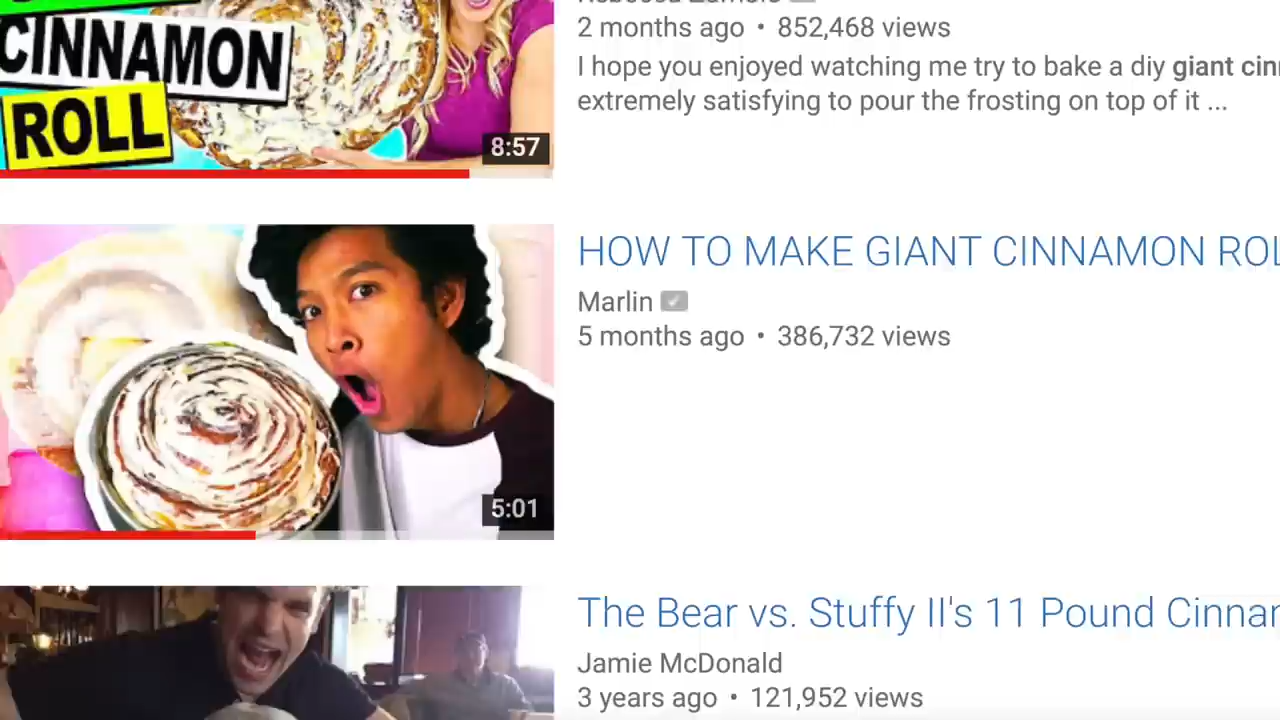 CINNAMON
ROLL
8:57
2 months ago • 852,468 views
I hope you enjoyed watching me try to bake a diy giant
extremely satisfying to pour the frosting on top of it ...
HOW TO MAKE GIANT CINNAMON
Marlin
5 months ago • 386,732 views
5:01
The Bear vs. Stuffy II's 11 Pound
Jamie McDonald
3 years ago • 121,952 views